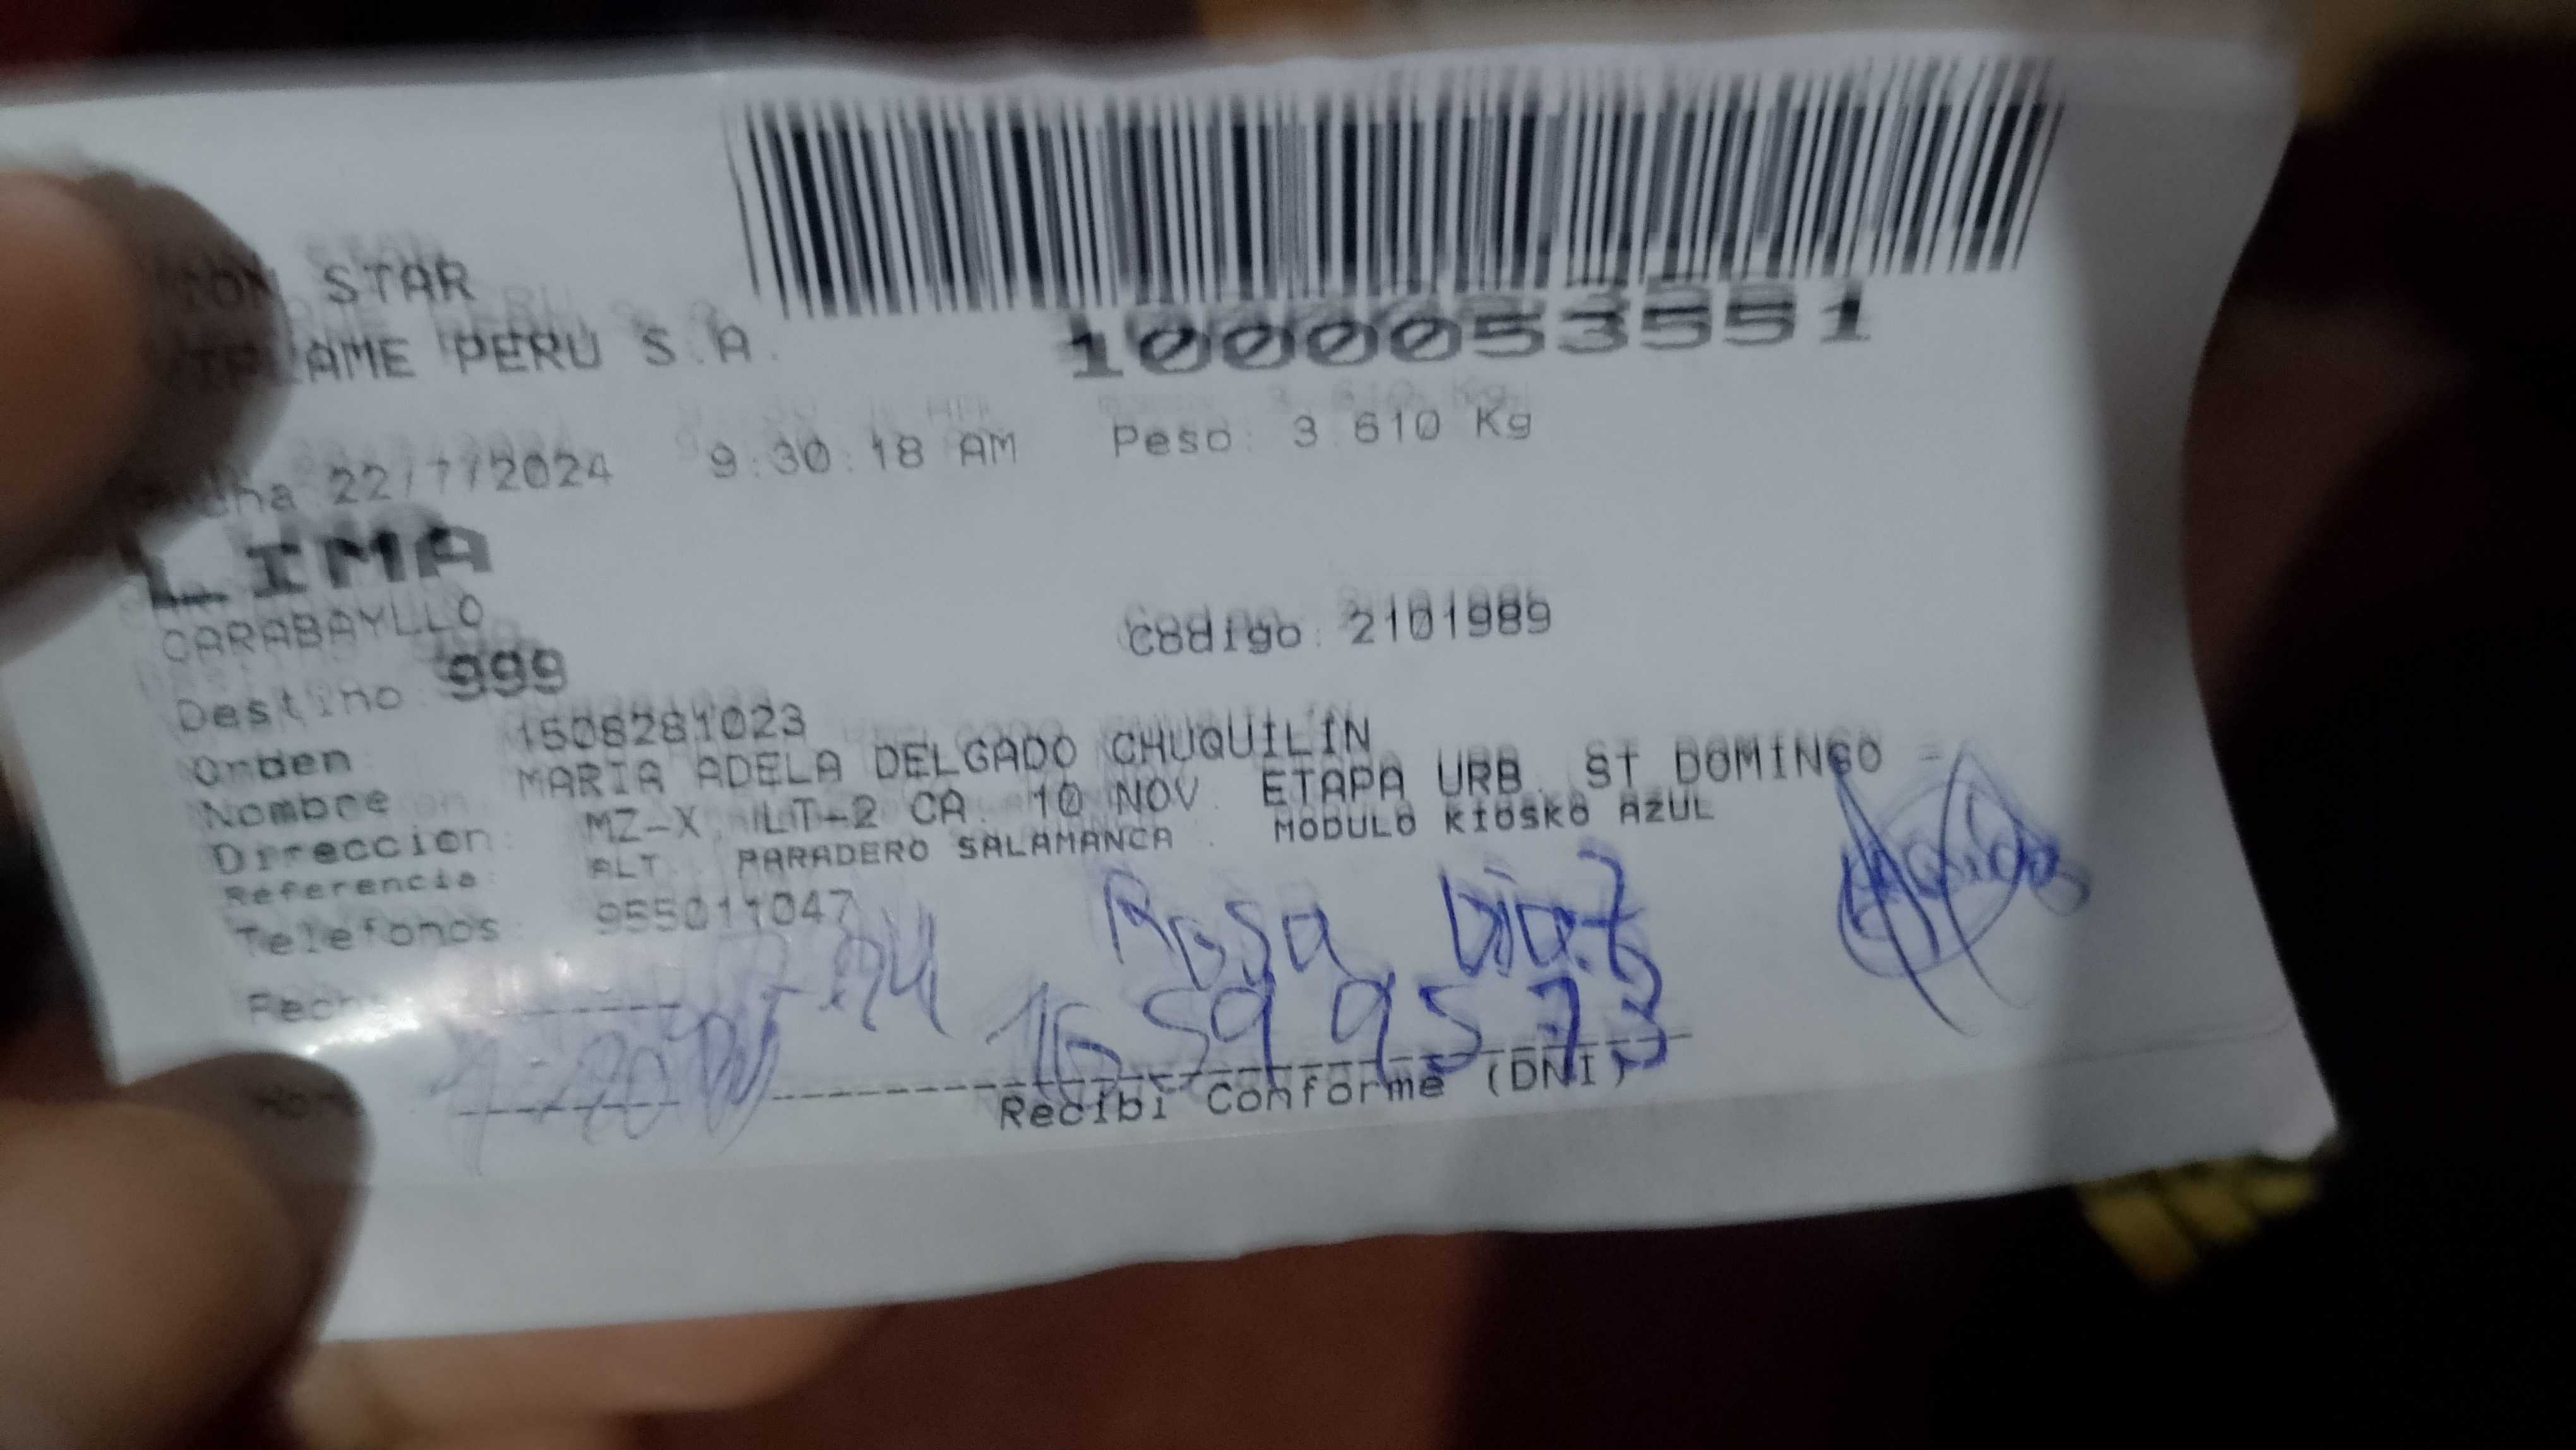 STAR
PERU S.A.
1000053551
22/7/2024 9:30:18 AM Peso: 3.610 Kg
LIMA
CARABAYLLO
Código: 2101989
Destino: 999
Orden 1508281023
Nombre MARIA ADELA DELGADO CHUQUILIN
Direccion: MZ-X, LT-2 CA. 10 NOV. ETAPA URB. ST DOMINGO -
Referencia: ALT. PARADERO SALAMANCA. MODULO KIOSKO AZUL
Telefonos: 955011047
Rosa Diaz
16599573
Recibi Conforme (DNI)